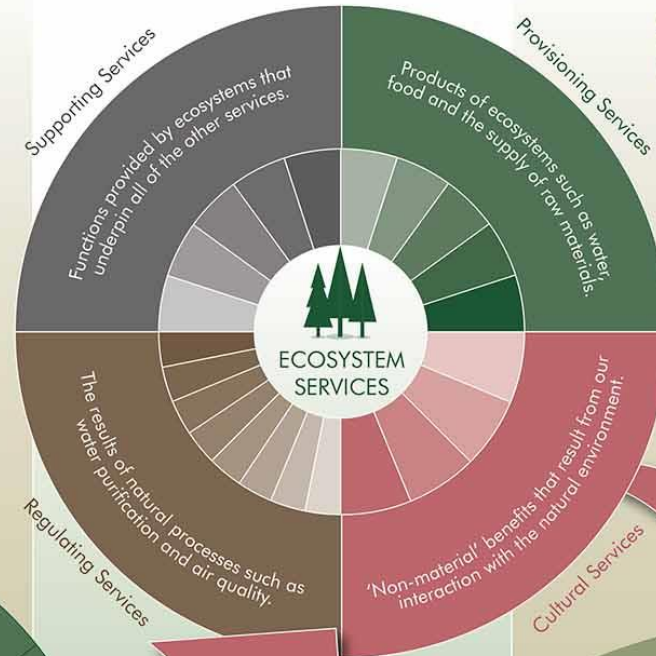 Supporting Services
Functions provided by ecosystems that
underpin all of the other services.
Provisioning Services
Products of ecosystems such as water,
food and the supply of raw materials.
ECOSYSTEM
SERVICES
The results of natural processes such as
water purification and air quality.
Regulating Services
'Non-material' benefits that result from our
interaction with the natural environment.
Cultural Services